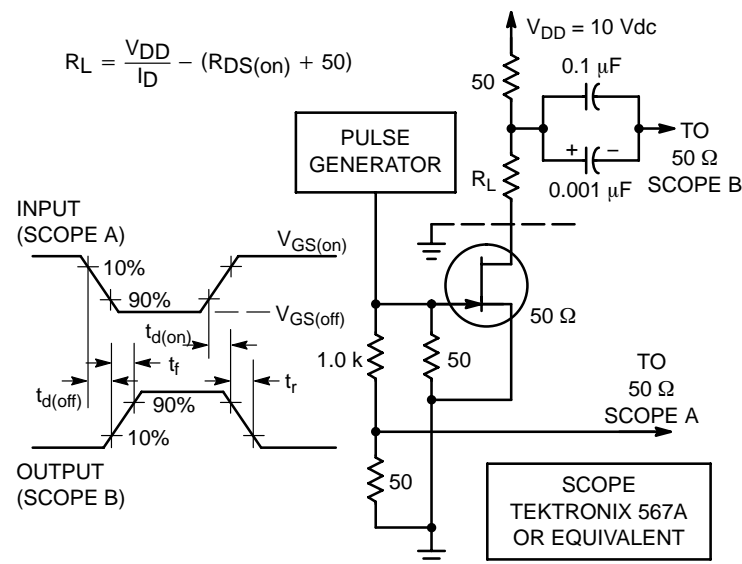 V_DD = 10 Vdc
R_L = V_DD / I_D − (R_DS(on) + 50)
50
0.1 µF
PULSE
GENERATOR
TO
50 Ω
SCOPE B
+ −
0.001 µF
R_L
INPUT
(SCOPE A)
V_GS(on)
10%
90%
V_GS(off)
50 Ω
t_d(on)
1.0 k
50
t_f
t_r
TO
50 Ω
SCOPE A
t_d(off)
90%
10%
OUTPUT
(SCOPE B)
50
SCOPE
TEKTRONIX 567A
OR EQUIVALENT